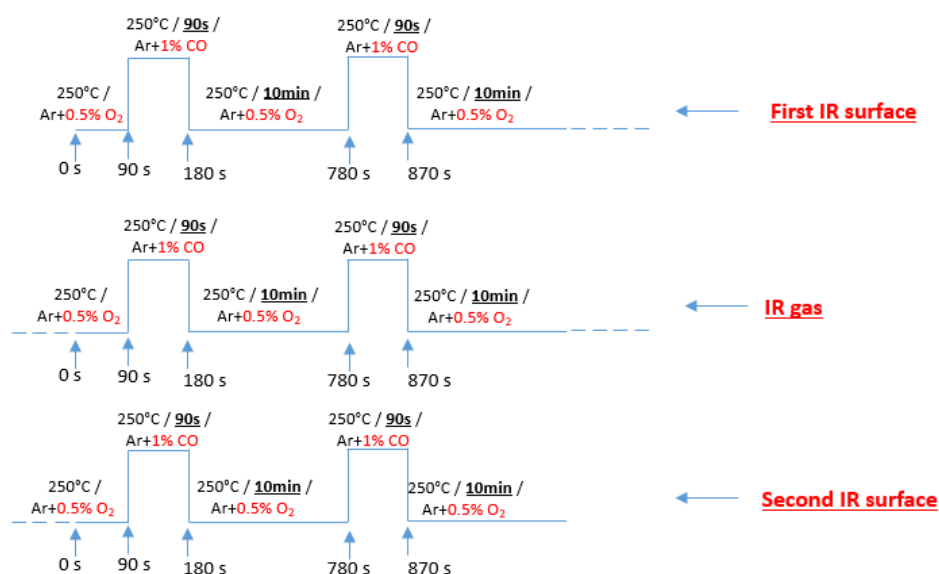 250°C / 90s /
Ar+1% CO
250°C / 90s /
Ar+1% CO
250°C /
Ar+0.5% O₂
250°C / 10min /
Ar+0.5% O₂
250°C / 10min /
Ar+0.5% O₂
First IR surface
0 s
90 s
180 s
780 s
870 s
250°C / 90s /
Ar+1% CO
250°C / 90s /
Ar+1% CO
250°C /
Ar+0.5% O₂
250°C / 10min /
Ar+0.5% O₂
250°C / 10min /
Ar+0.5% O₂
IR gas
0 s
90 s
180 s
780 s
870 s
250°C / 90s /
Ar+1% CO
250°C / 90s /
Ar+1% CO
250°C /
Ar+0.5% O₂
250°C / 10min /
Ar+0.5% O₂
250°C / 10min /
Ar+0.5% O₂
Second IR surface
0 s
90 s
180 s
780 s
870 s